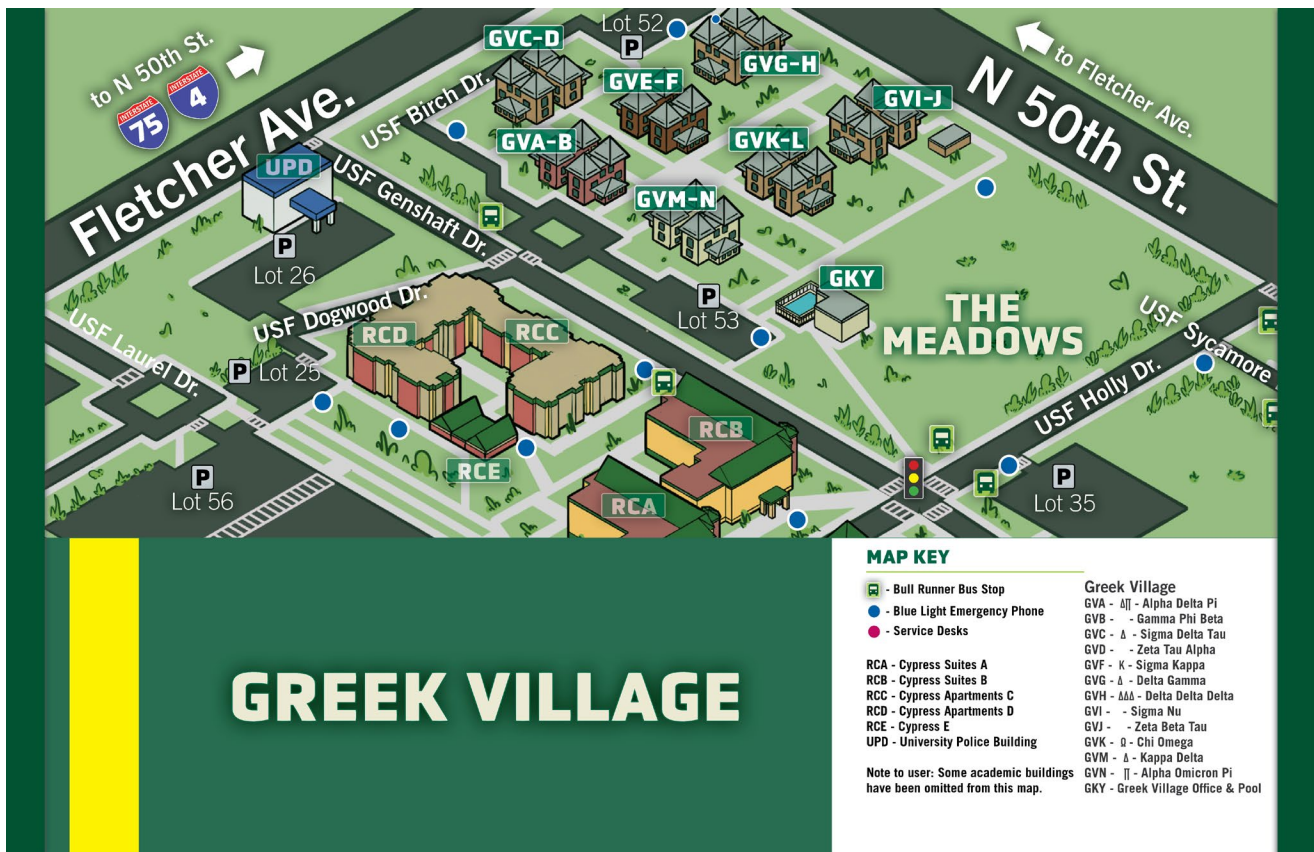 to N 50th St.
INTERSTATE
75
INTERSTATE
4
Fletcher Ave.
UPD
P
Lot 26
USF Birch Dr.
USF Genshaft Dr.
GVC-D
Lot 52
P
GVE-F
GVG-H
GVA-B
GVK-L
GVI-J
GVM-N
to Fletcher Ave.
N 50th St.
GKY
P
Lot 53
THE
MEADOWS
USF Sycamore
USF Holly Dr.
USF Dogwood Dr.
USF Laurel Dr.
P
Lot 25
RCD
RCC
RCE
RCB
RCA
P
Lot 56
P
Lot 35
GREEK VILLAGE
MAP KEY
- Bull Runner Bus Stop
- Blue Light Emergency Phone
- Service Desks
RCA - Cypress Suites A
RCB - Cypress Suites B
RCC - Cypress Apartments C
RCD - Cypress Apartments D
RCE - Cypress E
UPD - University Police Building
Note to user: Some academic buildings
have been omitted from this map.
Greek Village
GVA - Δ∏ - Alpha Delta Pi
GVB - - Gamma Phi Beta
GVC - Δ - Sigma Delta Tau
GVD - - Zeta Tau Alpha
GVF - K - Sigma Kappa
GVG - Δ - Delta Gamma
GVH - ΔΔΔ - Delta Delta Delta
GVI - - Sigma Nu
GVJ - - Zeta Beta Tau
GVK - Ω - Chi Omega
GVM - Δ - Kappa Delta
GVN - ∏ - Alpha Omicron Pi
GKY - Greek Village Office & Pool